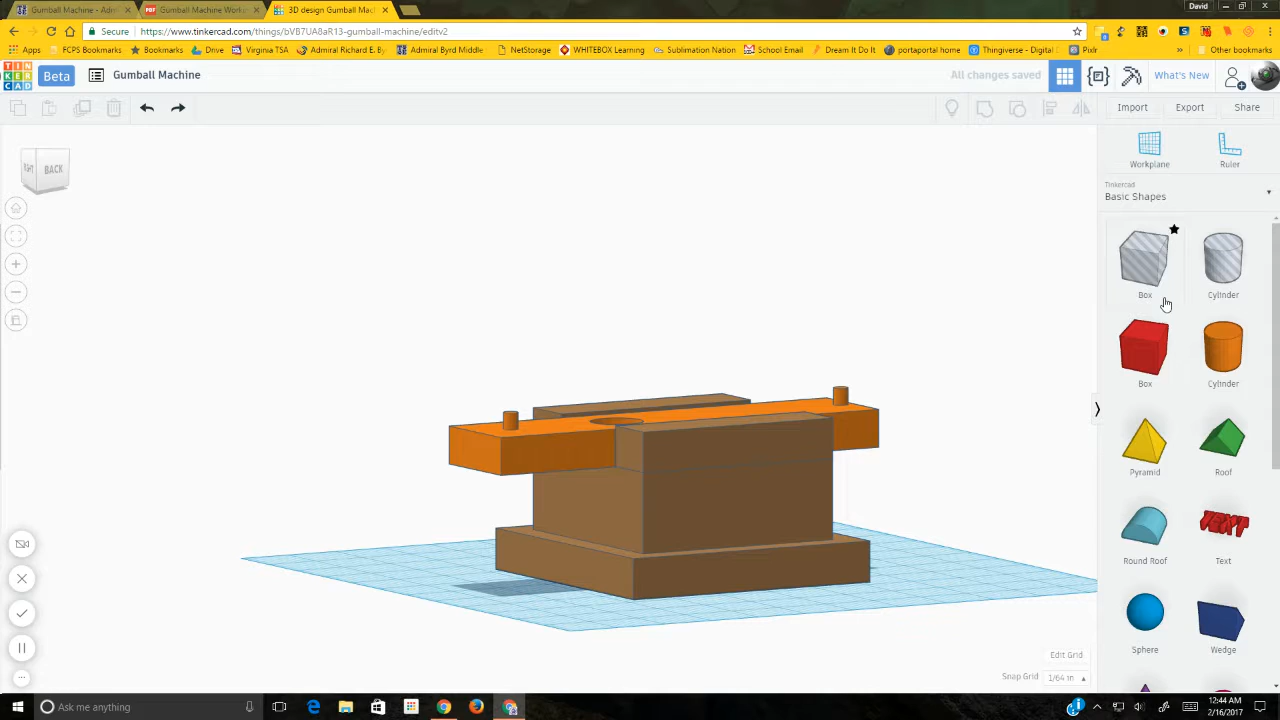 Gumball Machine - Adm
Gumball Machine Workin
3D design Gumball Mac
David
Secure
https://www.tinkercad.com/things/bVB7UA8aR13-gumball-machine/editv2
Apps
FCPS Bookmarks
Bookmarks
Drive
Virginia TSA
Admiral Richard E. By
Admiral Byrd Middle
NetStorage
WHITEBOX Learning
Sublimation Nation
School Email
Dream It Do It
portaportal home
Thingiverse - Digital
Pixlr
»
Other bookmarks
TIN
KER
CAD
Beta
Gumball Machine
All changes saved
What's New
Import
Export
Share
RIGHT
BACK
Workplane
Ruler
Tinkercad
Basic Shapes
Box
Cylinder
Box
Cylinder
Pyramid
Roof
TEXT
Round Roof
Text
Sphere
Wedge
Edit Grid
Snap Grid
1/64 in
Ask me anything
12:44 AM
2/16/2017